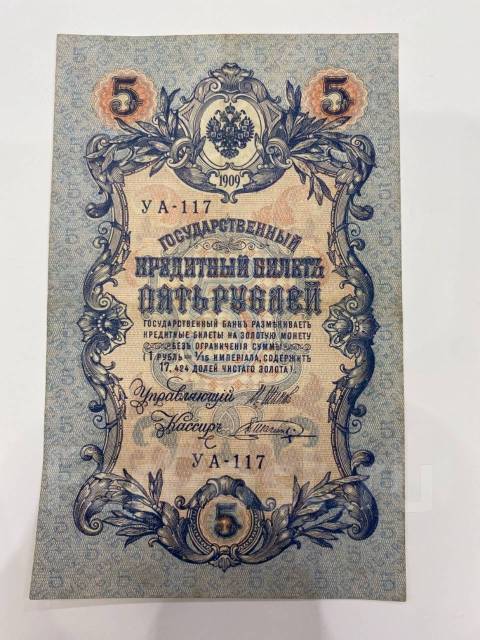 5 5
1909
УА-117
ГОСУДАРСТВЕННЫЙ
КРЕДИТНЫЙ БИЛЕТЪ
ПЯТЬ РУБЛЕЙ
ГОСУДАРСТВЕННЫЙ БАНКЪ РАЗМѢНИВАЕТЪ
КРЕДИТНЫЕ БИЛЕТЫ НА ЗОЛОТУЮ МОНЕТУ
БЕЗЪ ОГРАНИЧЕНІЯ СУММЫ
(1 РУБЛЬ = 1/15 ИМПЕРІАЛА, СОДЕРЖИТЪ
17,424 ДОЛЕЙ ЧИСТАГО ЗОЛОТА).
Управляющій
Кассиръ
УА-117
5